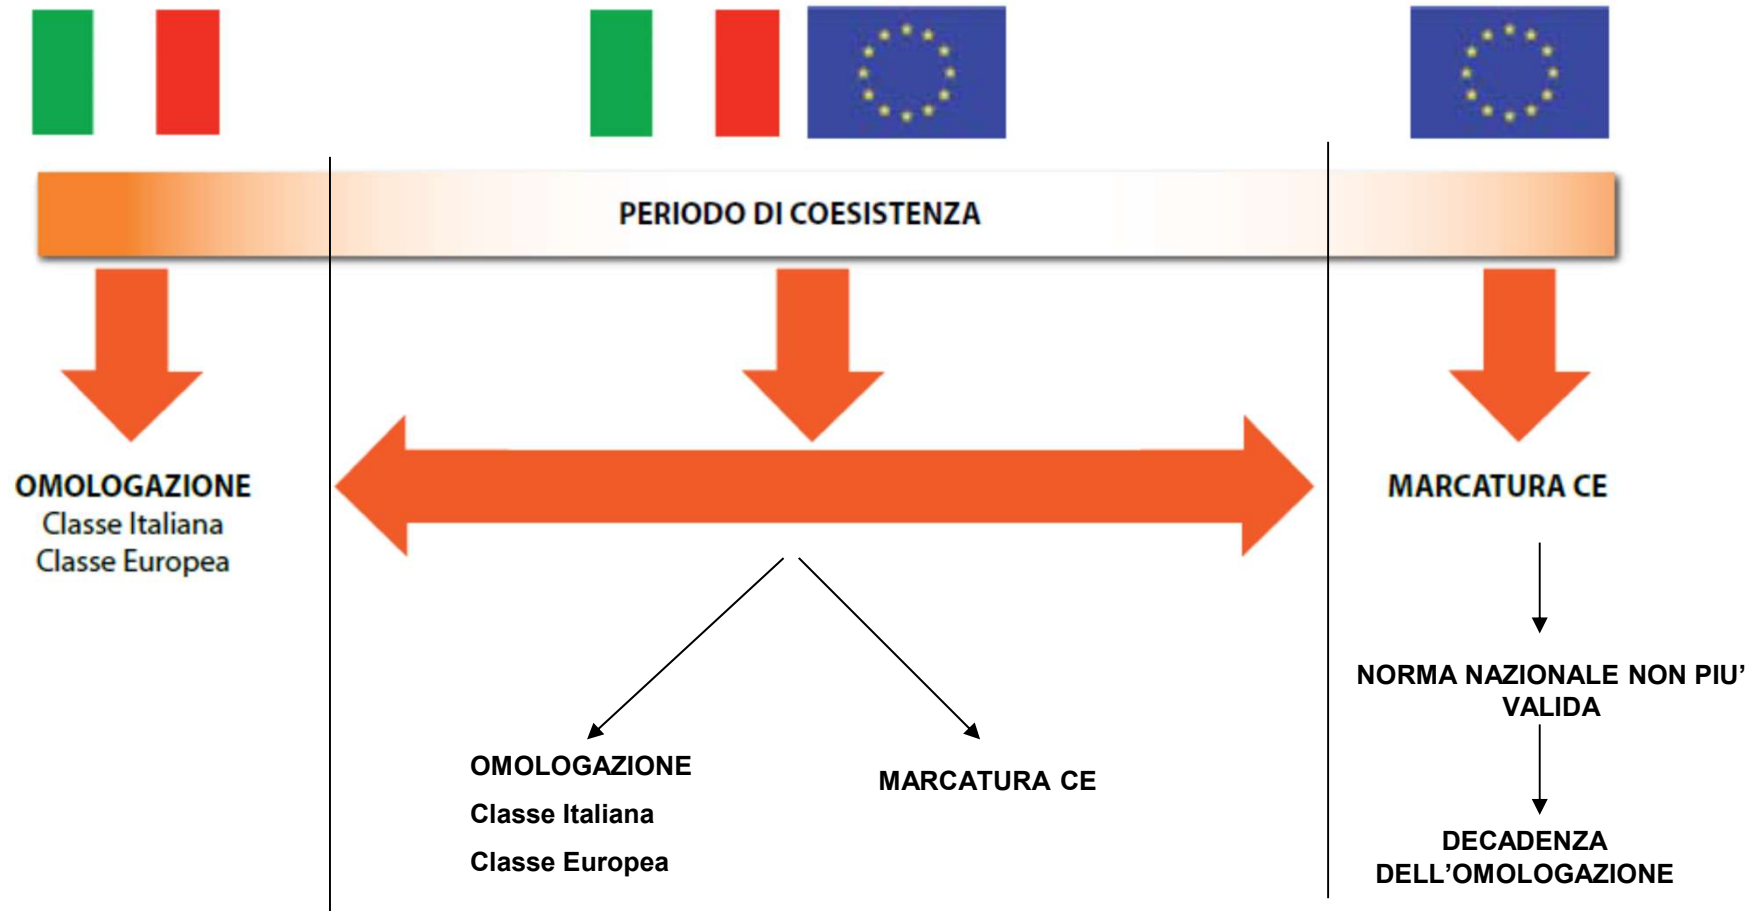 PERIODO DI COESISTENZA
OMOLOGAZIONE
Classe Italiana
Classe Europea
OMOLOGAZIONE
Classe Italiana
Classe Europea
MARCATURA CE
MARCATURA CE
NORMA NAZIONALE NON PIU’
VALIDA
DECADENZA
DELL’OMOLOGAZIONE